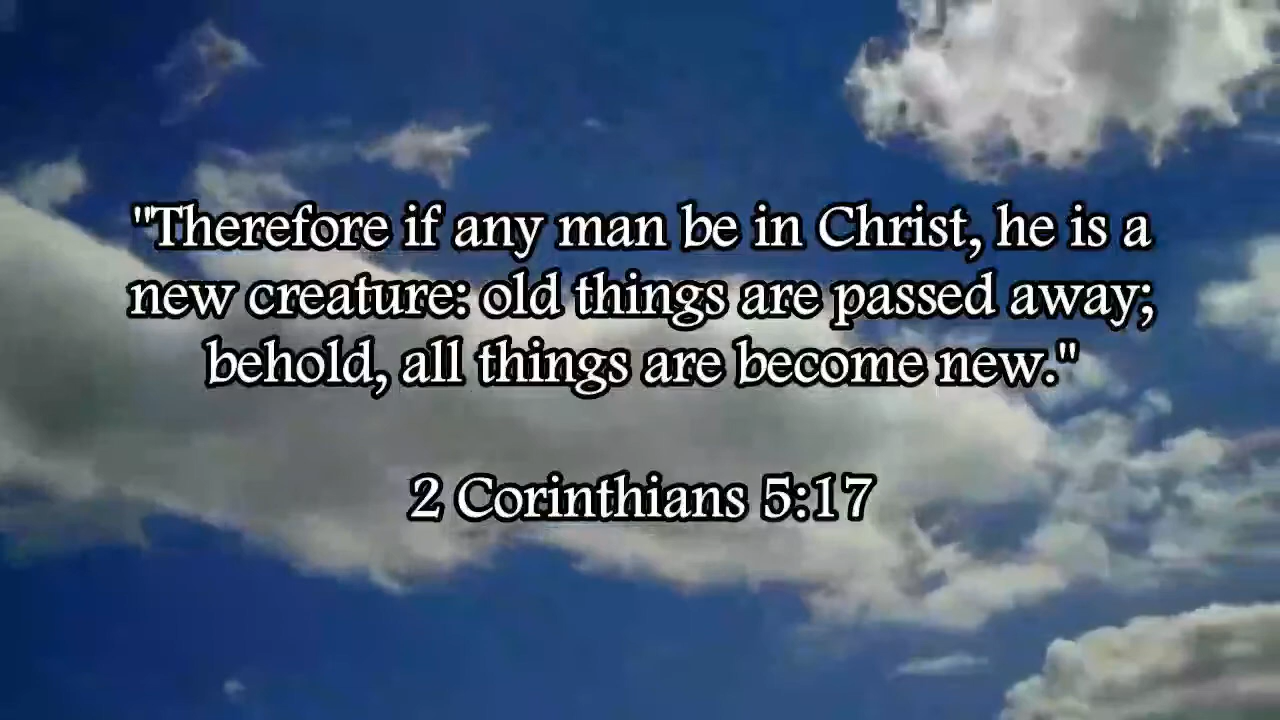 "Therefore if any man be in Christ, he is a
new creature: old things are passed away;
behold, all things are become new."
2 Corinthians 5:17